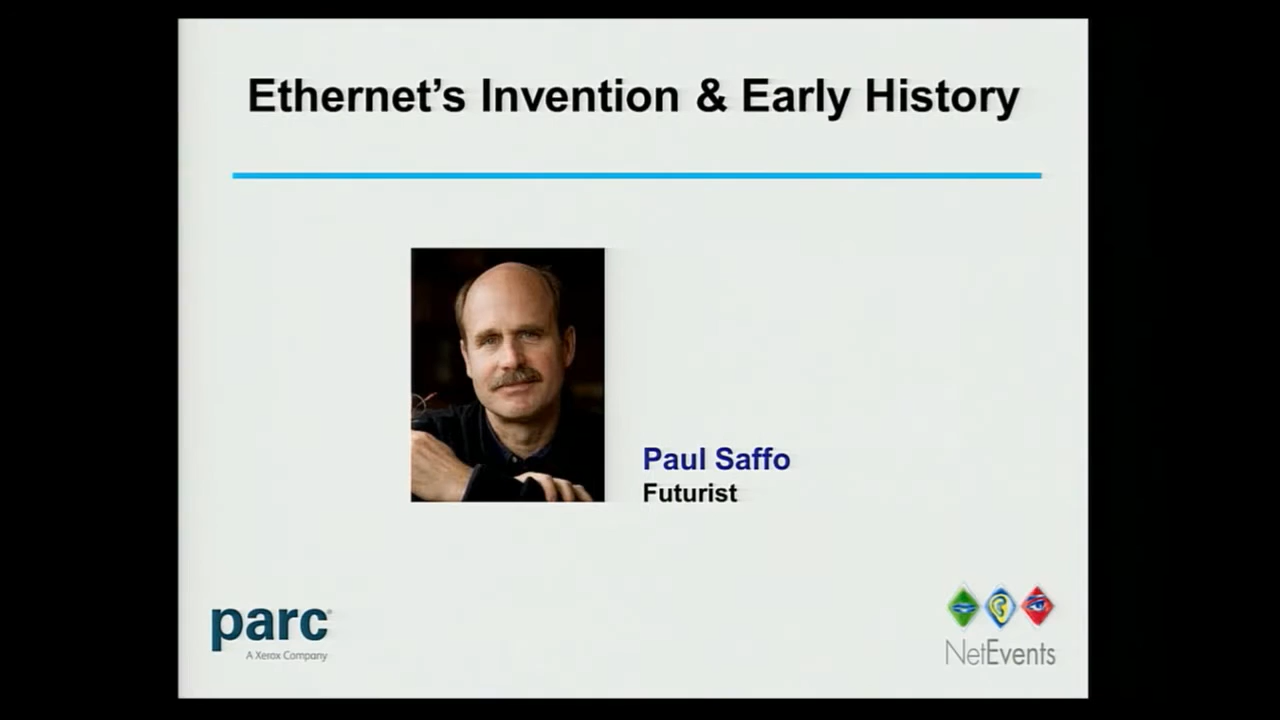 Ethernet's Invention & Early History
Paul Saffo
Futurist
parc®
A Xerox Company
NetEvents